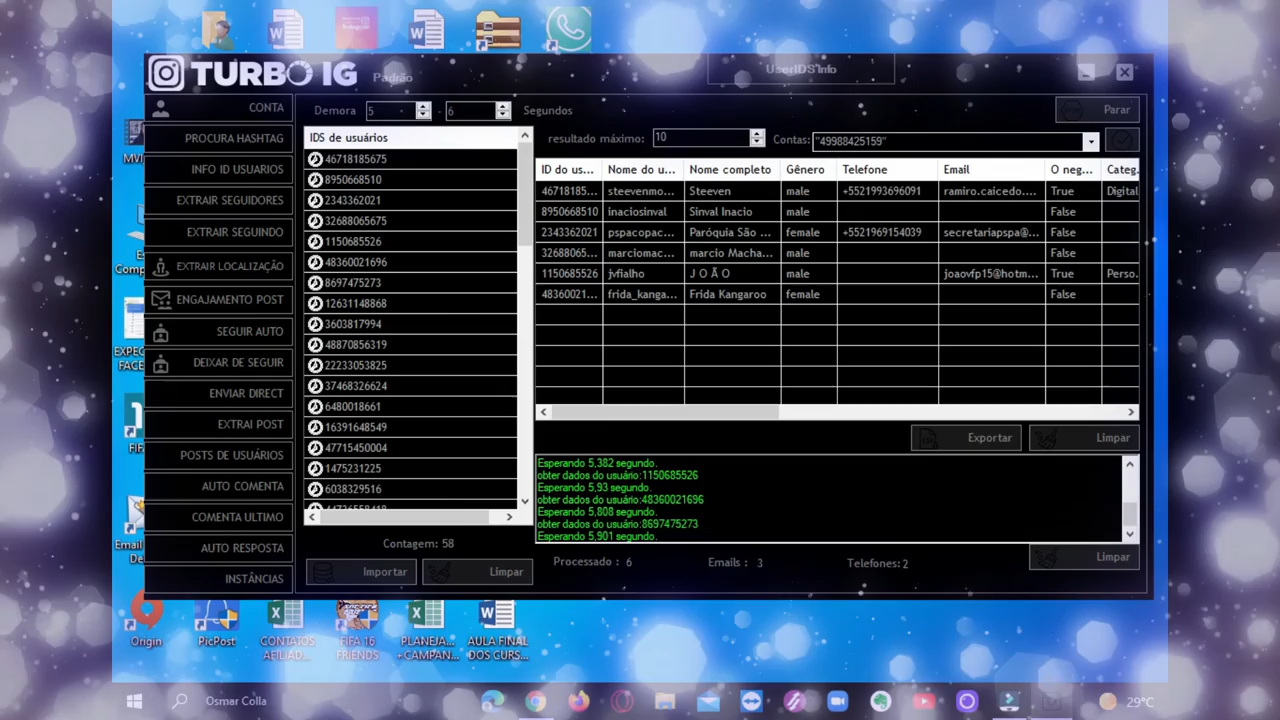 TURBO IG Padrão UserIDS Info
CONTA
PROCURA HASHTAG
INFO ID USUARIOS
EXTRAIR SEGUIDORES
EXTRAIR SEGUINDO
EXTRAIR LOCALIZAÇÃO
ENGAJAMENTO POST
SEGUIR AUTO
DEIXAR DE SEGUIR
ENVIAR DIRECT
EXTRAI POST
POSTS DE USUÁRIOS
AUTO COMENTA
COMENTA ULTIMO
AUTO RESPOSTA
INSTÂNCIAS
Demora 5 - 6 Segundos
Parar
IDS de usuários
46718185675
8950668510
2343362021
32688065675
1150685526
48360021696
8697475273
12631148868
3603817994
48870856319
22233053825
37468326624
6480018661
16391648549
47715450004
1475231225
6038329516
Contagem: 58
Importar Limpar
resultado máximo: 10 Contas: "49988425159"
ID do us... Nome do u... Nome completo Gênero Telefone Email O neg... Categ.
46718185... steevenmo... Steeven male +5521993696091 ramiro.caicedo.... True Digital
8950668510 inaciosinval Sinval Inacio male False
2343362021 pspacopac... Paróquia São ... female +5521969154039 secretariapspa@... False
32688065... marciomac... marcio Macha... male False
1150685526 jvfialho J O Ã O male joaovfp15@hotm... True Perso.
48360021... frida_kanga... Frida Kangaroo female False
Exportar Limpar
Esperando 5,382 segundo.
obter dados do usuário:1150685526
Esperando 5,93 segundo.
obter dados do usuário:48360021696
Esperando 5,808 segundo.
obter dados do usuário:8697475273
Esperando 5,901 segundo.
Processado : 6 Emails : 3 Telefones: 2
Limpar
Origin PicPost CONTATOS AFILIAD... FIFA 16 FRIENDS PLANEJA... +CAMPAN... AULA FINAL DOS CURS...
Osmar Colla
29°C